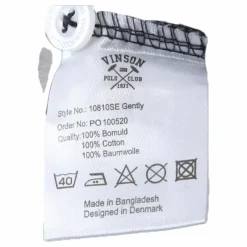 VINSON
POLO CLUB
Style No.: 10810SE Gently
Order No: PO 100520
Quality: 100% Bomuld
100% Cotton
100% Baumwolle
40
Made in Bangladesh
Designed in Denmark